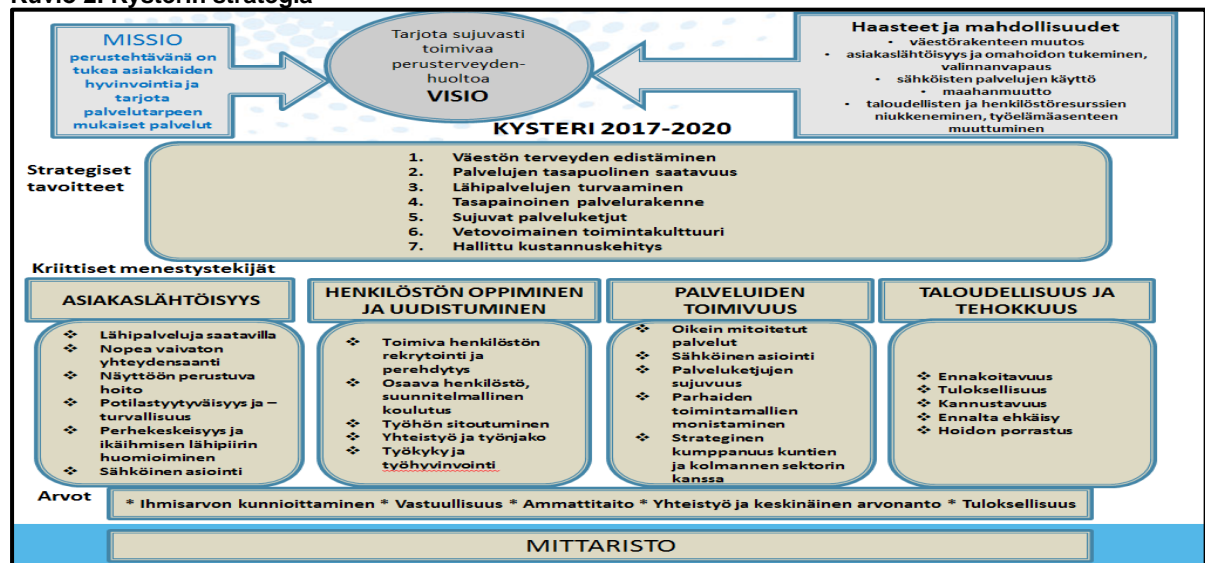 Kuvio 2. Kysterin strategia
MISSIO
perustehtävänä on
tukea asiakkaiden
hyvinvointia ja
tarjota
palvelutarpeen
mukaiset palvelut
Tarjota sujuvasti
toimivaa
perusterveyden-
huoltoa
VISIO
Haasteet ja mahdollisuudet
• väestörakenteen muutos
• asiakaslähtöisyys ja omahoidon tukeminen,
valinnanvapaus
• sähköisten palvelujen käyttö
• maahanmuutto
• taloudellisten ja henkilöstöresurssien
niukkeneminen, työelämäasenteen
muuttuminen
KYSTERI 2017-2020
Strategiset
tavoitteet
1. Väestön terveyden edistäminen
2. Palvelujen tasapuolinen saatavuus
3. Lähipalvelujen turvaaminen
4. Tasapainoinen palvelurakenne
5. Sujuvat palveluketjut
6. Vetovoimainen toimintakulttuuri
7. Hallittu kustannuskehitys
Kriittiset menestystekijät
ASIAKASLÄHTÖISYYS
❖ Lähipalveluja saatavilla
❖ Nopea vaivaton
yhteydensaanti
❖ Näyttöön perustuva
hoito
❖ Potilastyytyväisyys ja –
turvallisuus
❖ Perhekeskeisyys ja
ikäihmisen lähipiirin
huomioiminen
❖ Sähköinen asiointi
HENKILÖSTÖN OPPIMINEN
JA UUDISTUMINEN
❖ Toimiva henkilöstön
rekrytointi ja
perehdytys
❖ Osaava henkilöstö,
suunnitelmallinen
koulutus
❖ Työhön sitoutuminen
❖ Yhteistyö ja työnjako
❖ Työkyky ja
työhyvinvointi
PALVELUIDEN
TOIMIVUUS
❖ Oikein mitoitetut
palvelut
❖ Sähköinen asiointi
❖ Palveluketjujen
sujuvuus
❖ Parhaiden
toimintamallien
monistaminen
❖ Strateginen
kumppanuus kuntien
ja kolmannen sektorin
kanssa
TALOUDELLISUUS JA
TEHOKKUUS
❖ Ennakoitavuus
❖ Tuloksellisuus
❖ Kannustavuus
❖ Ennalta ehkäisy
❖ Hoidon porrastus
Arvot
* Ihmisarvon kunnioittaminen * Vastuullisuus * Ammattitaito * Yhteistyö ja keskinäinen arvonanto * Tuloksellisuus
MITTARISTO